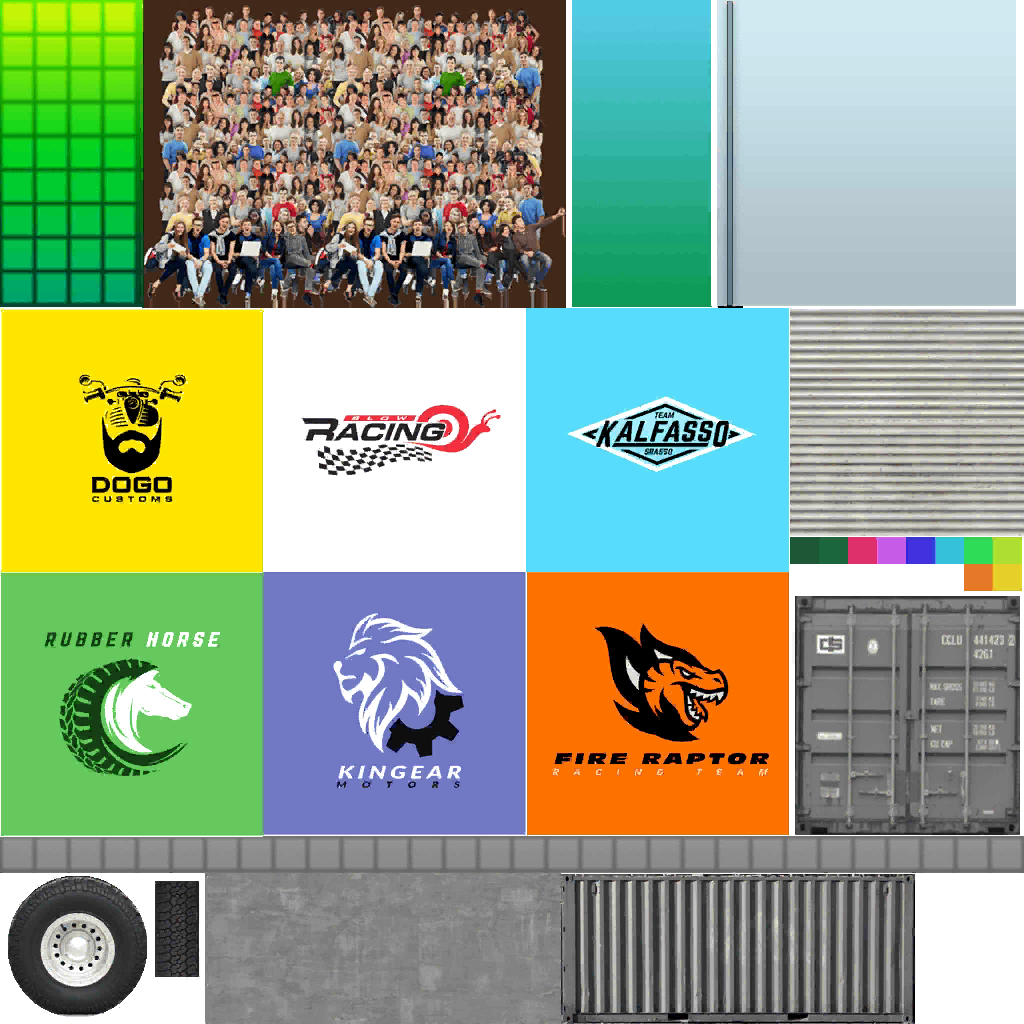 DOGO
CUSTOMS
SLOW
RACING
TEAM
KALFASSO
SRASSO
RUBBER HORSE
KINGEAR
MOTORS
FIRE RAPTOR
RACING TEAM
CCLU 441423 2
4261
MAX.GROSS
TARE
NET
CU.CAP